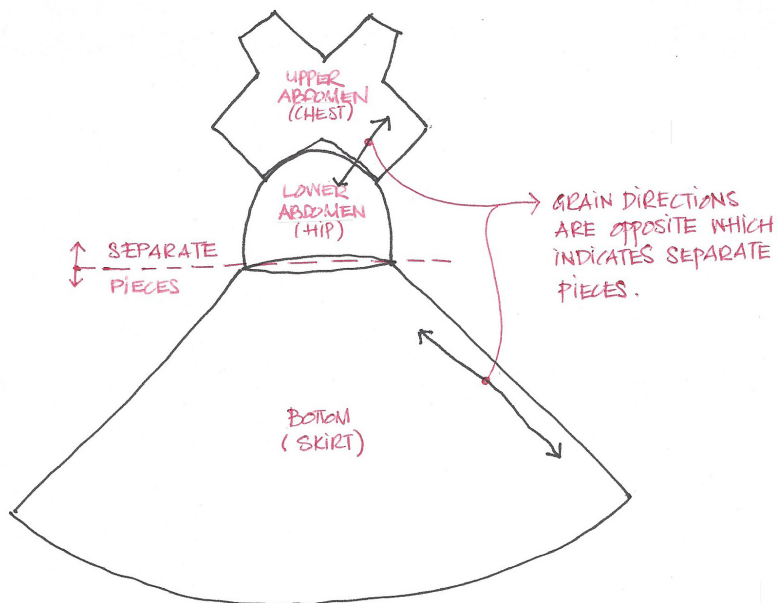 UPPER
ABDOMEN
(CHEST)
LOWER
ABDOMEN
(HIP)
SEPARATE
PIECES
GRAIN DIRECTIONS
ARE OPPOSITE WHICH
INDICATES SEPARATE
PIECES.
BOTTOM
(SKIRT)